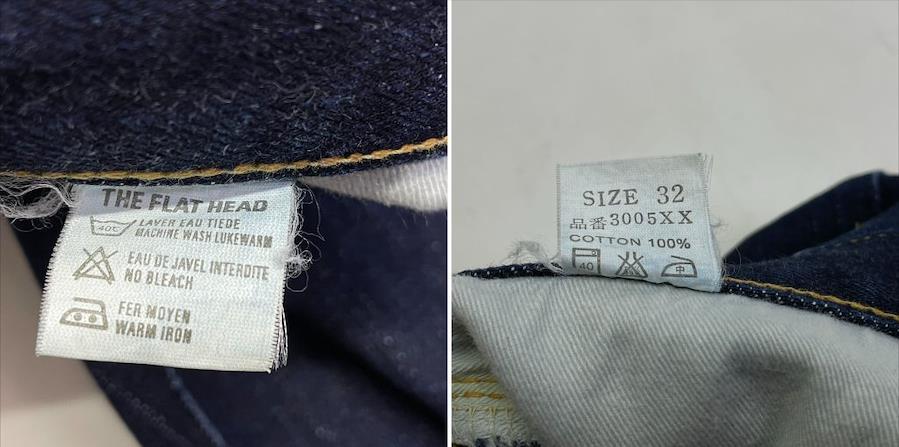 THE FLAT HEAD
40℃
LAVER EAU TIEDE
MACHINE WASH LUKEWARM
EAU DE JAVEL INTERDITE
NO BLEACH
FER MOYEN
WARM IRON
SIZE 32
品番3005XX
COTTON 100%
40
中